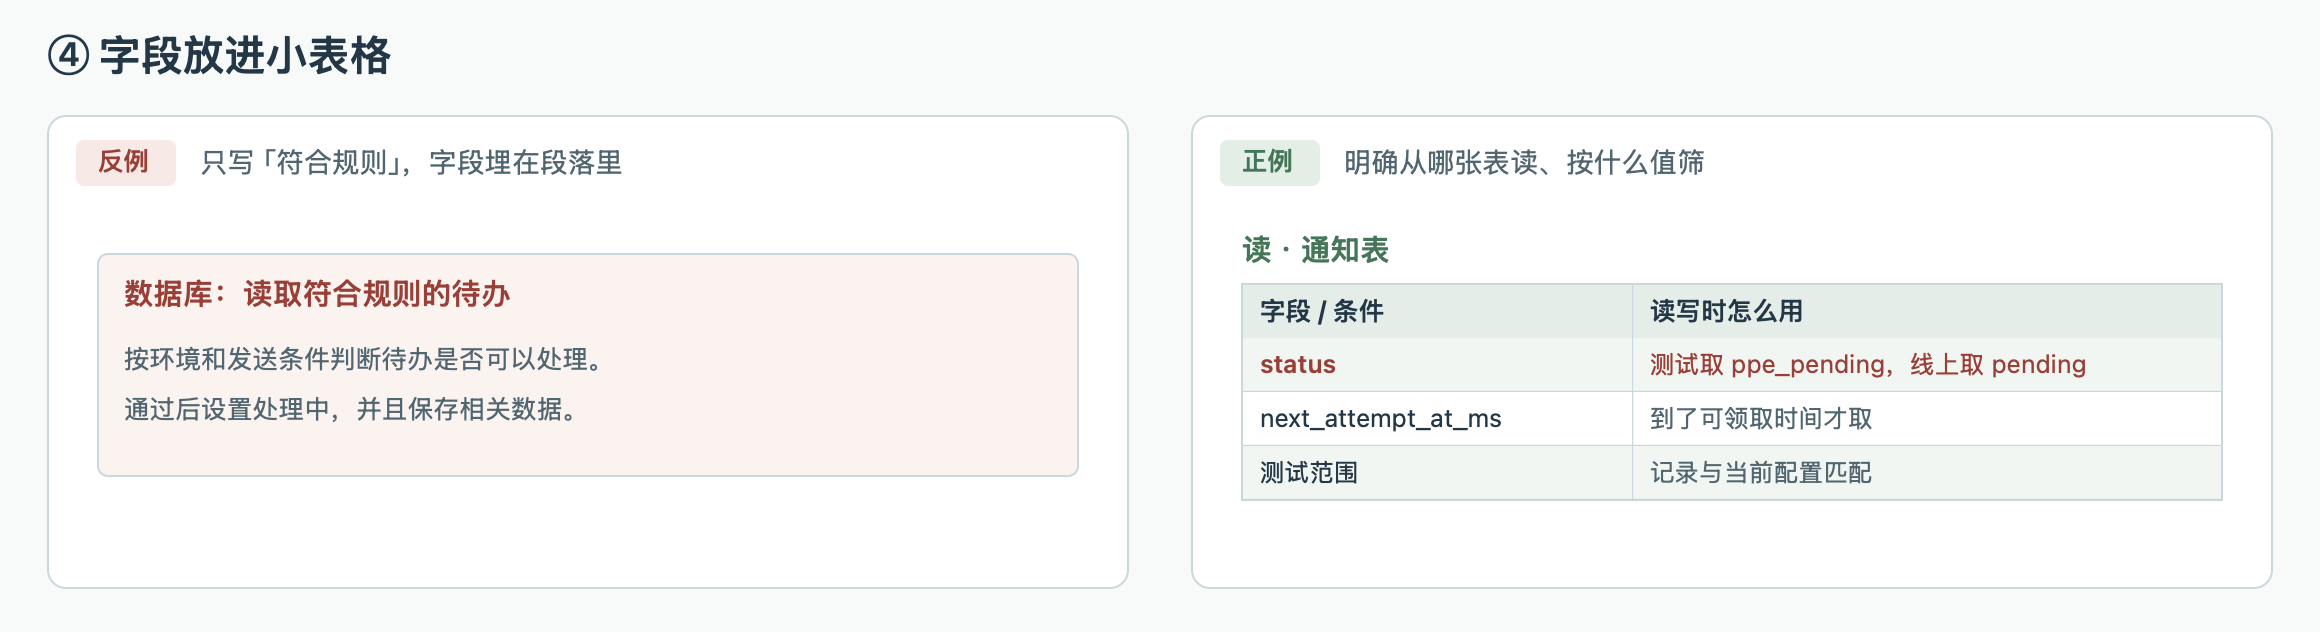 ④ 字段放进小表格
反例 只写「符合规则」，字段埋在段落里
数据库：读取符合规则的待办
按环境和发送条件判断待办是否可以处理。
通过后设置处理中，并且保存相关数据。
正例 明确从哪张表读、按什么值筛
读 · 通知表
字段 / 条件 读写时怎么用
status 测试取 ppe_pending，线上取 pending
next_attempt_at_ms 到了可领取时间才取
测试范围 记录与当前配置匹配